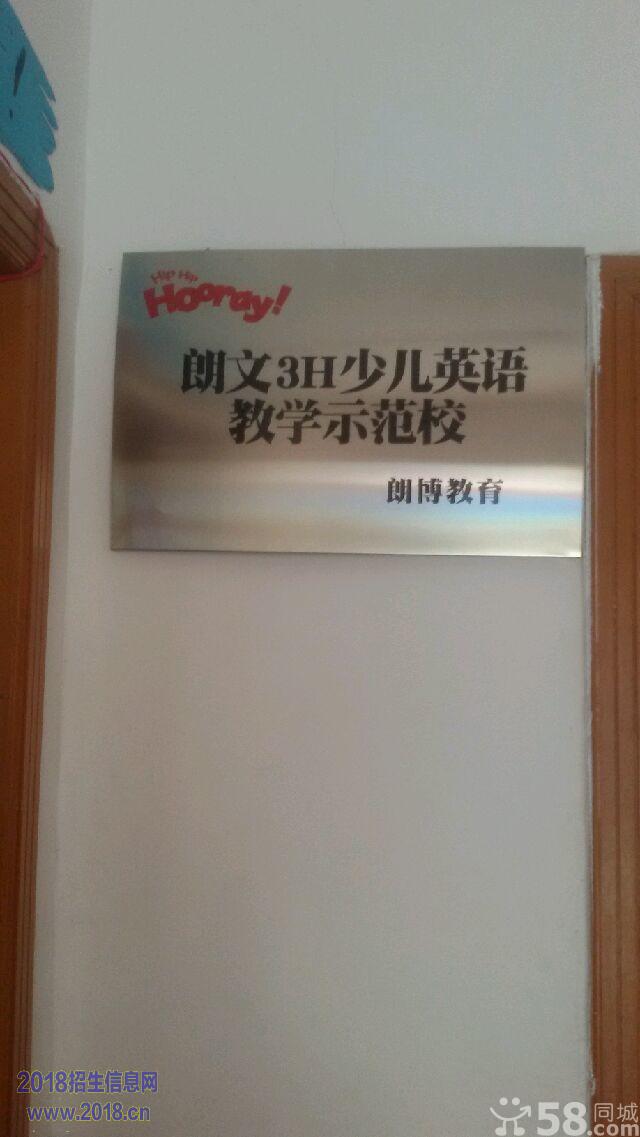 Hip Hip
Hooray!
朗文3H少儿英语
教学示范校
朗博教育
2018招生信息网
www.2018.cn
58同城
.com